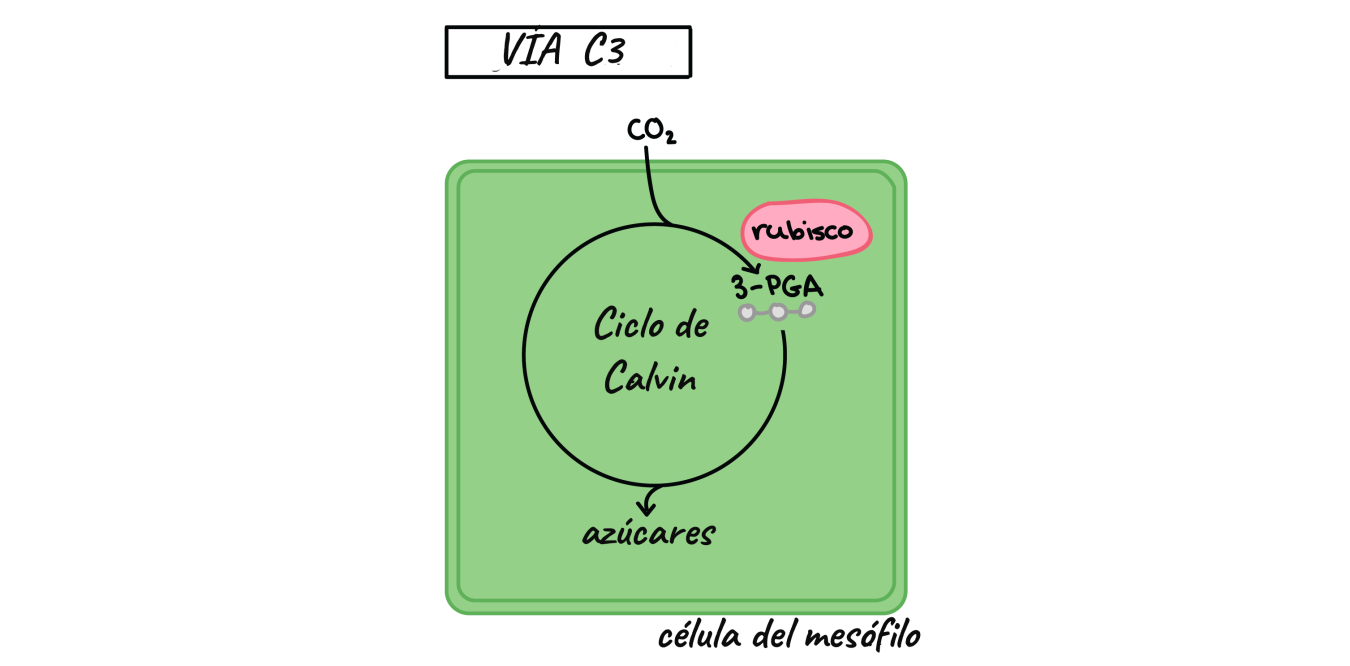 VÍA C3
CO₂
rubisco
3-PGA
Ciclo de
Calvin
azúcares
célula del mesófilo